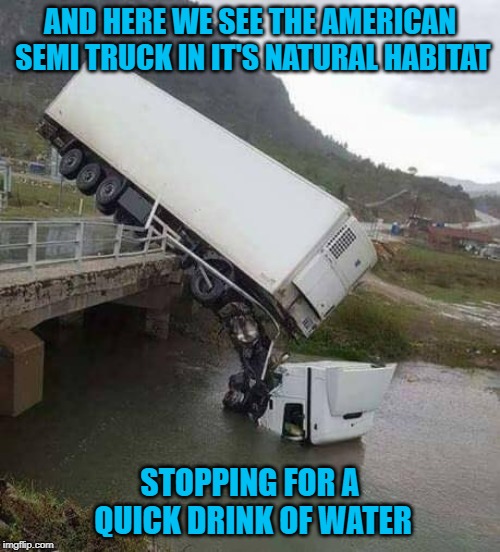 AND HERE WE SEE THE AMERICAN
SEMI TRUCK IN IT'S NATURAL HABITAT
STOPPING FOR A
QUICK DRINK OF WATER
imgflip.com